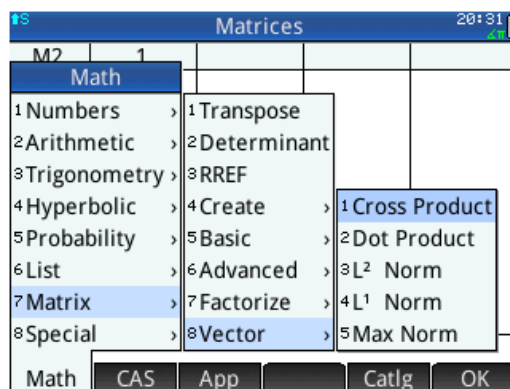 ↑S Matrices 20:31
∡π
M2 1
Math
1 Numbers ›
2 Arithmetic ›
3 Trigonometry ›
4 Hyperbolic ›
5 Probability ›
6 List ›
7 Matrix ›
8 Special ›
1 Transpose
2 Determinant
3 RREF
4 Create ›
5 Basic ›
6 Advanced ›
7 Factorize ›
8 Vector ›
1 Cross Product
2 Dot Product
3 L² Norm
4 L¹ Norm
5 Max Norm
Math CAS App Catlg OK